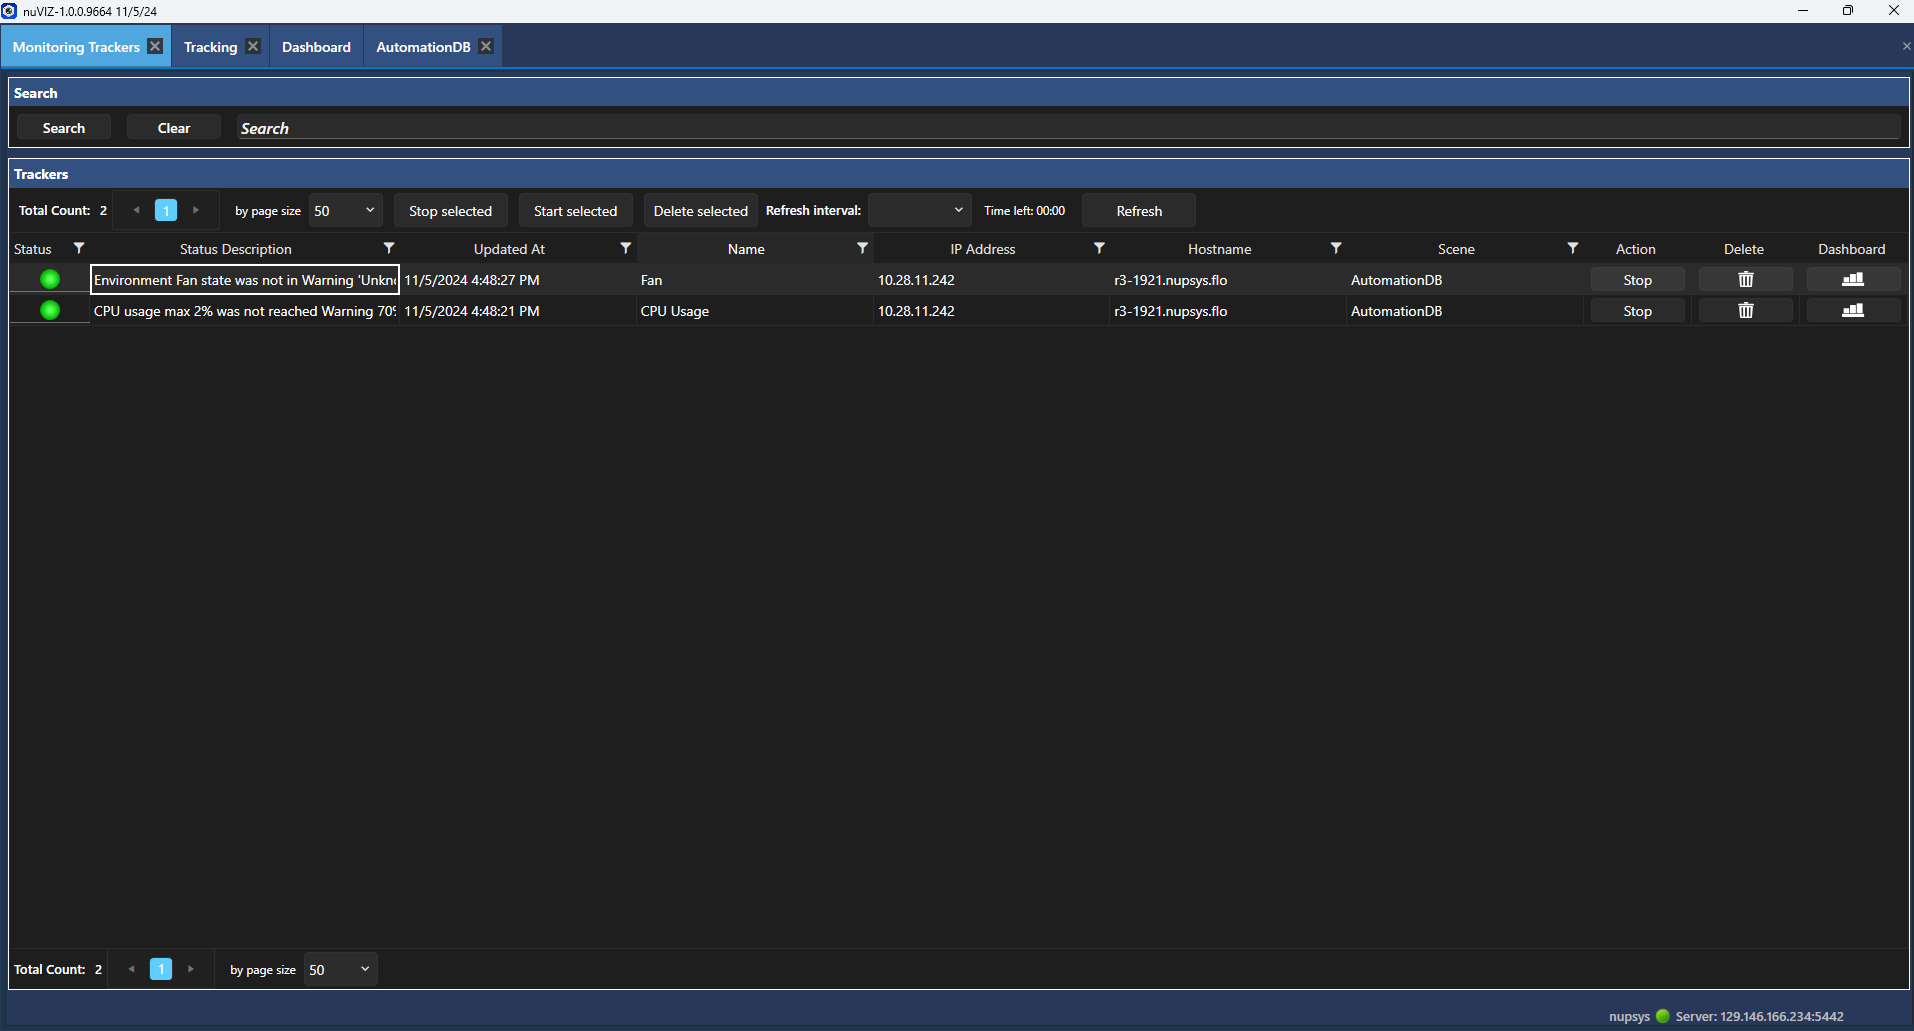 nuVIZ-1.0.0.9664 11/5/24
Monitoring Trackers Tracking Dashboard AutomationDB
Search
Search Clear Search
Trackers
Total Count: 2 1 by page size 50 Stop selected Start selected Delete selected Refresh interval: Time left: 00:00 Refresh
Status Status Description Updated At Name IP Address Hostname Scene Action Delete Dashboard
Environment Fan state was not in Warning 'Unkn 11/5/2024 4:48:27 PM Fan 10.28.11.242 r3-1921.nupsys.flo AutomationDB Stop
CPU usage max 2% was not reached Warning 70% 11/5/2024 4:48:21 PM CPU Usage 10.28.11.242 r3-1921.nupsys.flo AutomationDB Stop
Total Count: 2 1 by page size 50
nupsys Server: 129.146.166.234:5442